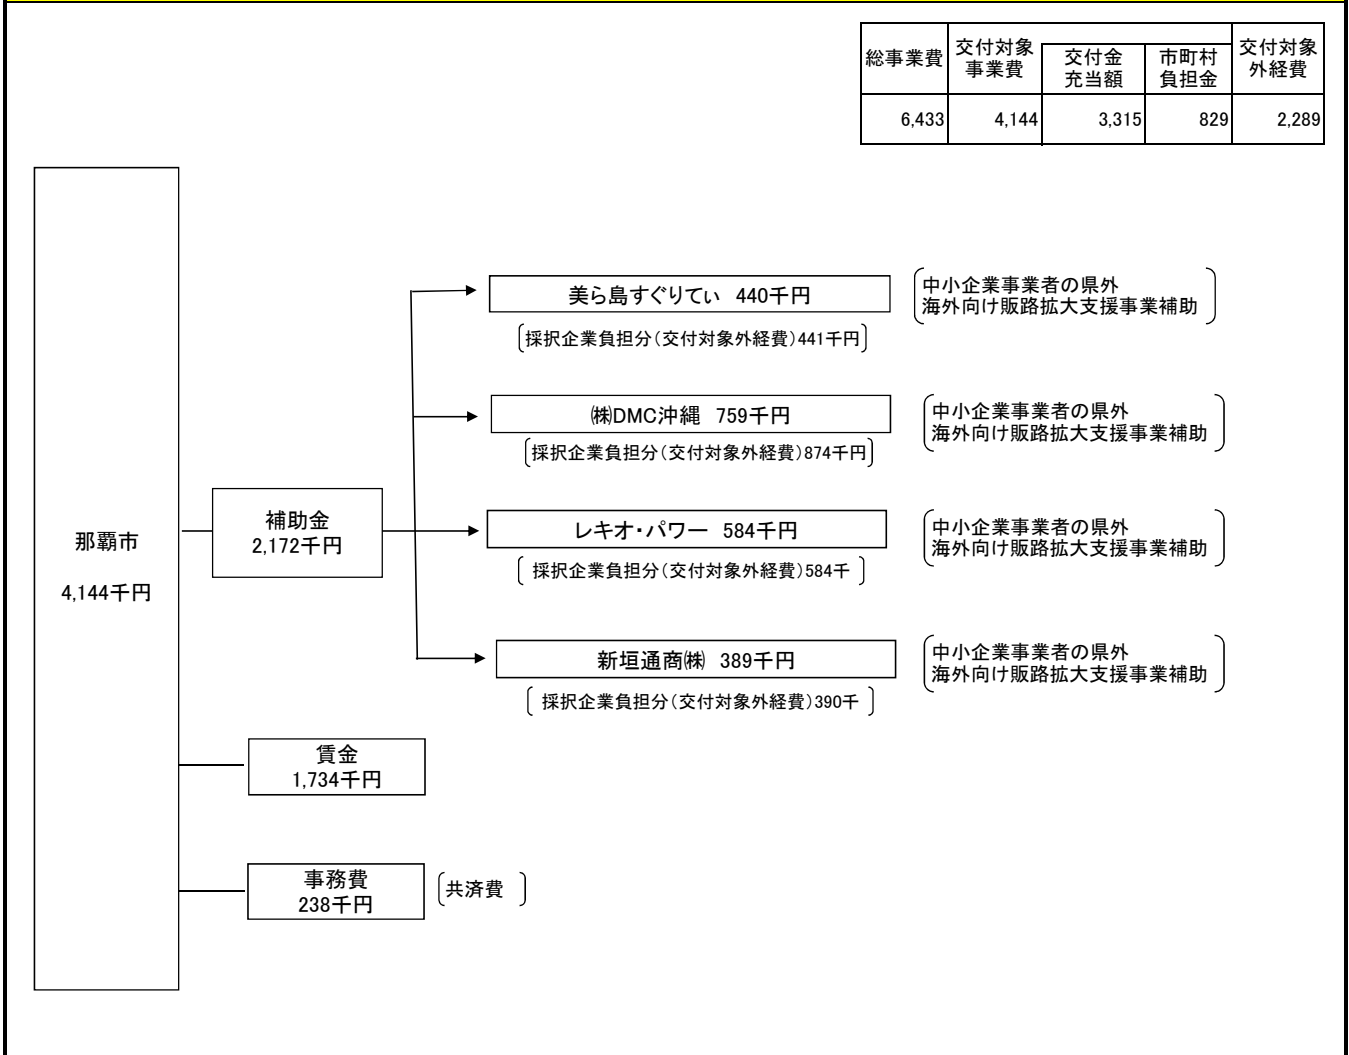 総事業費
交付対象
事業費
交付金
充当額
市町村
負担金
交付対象
外経費
6,433
4,144
3,315
829
2,289
那覇市
4,144千円
補助金
2,172千円
美ら島すぐりてぃ 440千円
採択企業負担分(交付対象外経費)441千円
中小企業事業者の県外
海外向け販路拡大支援事業補助
㈱DMC沖縄 759千円
採択企業負担分(交付対象外経費)874千円
中小企業事業者の県外
海外向け販路拡大支援事業補助
レキオ・パワー 584千円
採択企業負担分(交付対象外経費)584千
中小企業事業者の県外
海外向け販路拡大支援事業補助
新垣通商㈱ 389千円
採択企業負担分(交付対象外経費)390千
中小企業事業者の県外
海外向け販路拡大支援事業補助
賃金
1,734千円
事務費
238千円
共済費